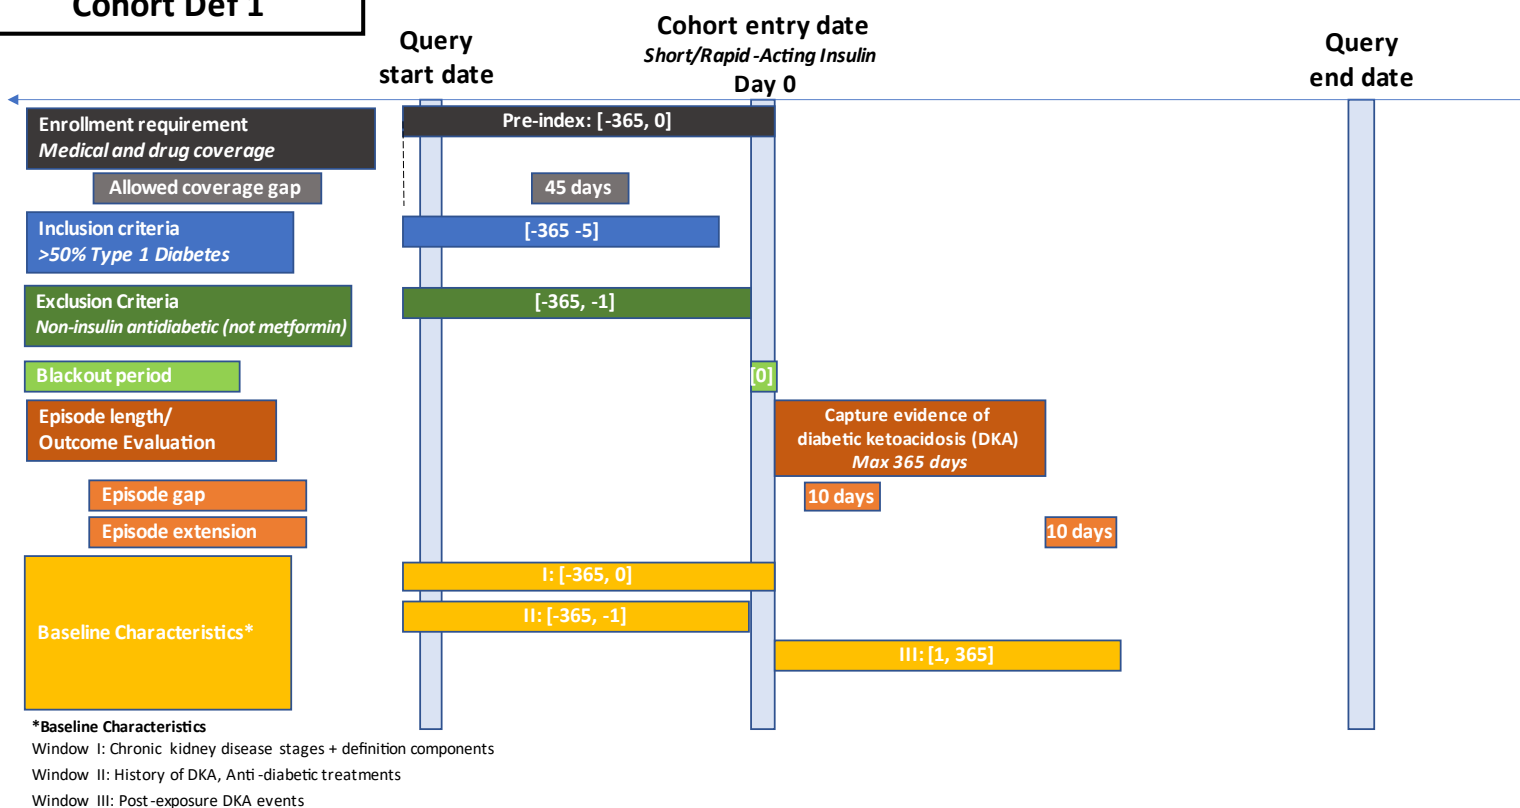 Cohort Def 1
Query
start date
Cohort entry date
Short/Rapid-Acting Insulin
Day 0
Query
end date
Enrollment requirement
Medical and drug coverage
Pre-index: [-365, 0]
Allowed coverage gap
45 days
Inclusion criteria
>50% Type 1 Diabetes
[-365 -5]
Exclusion Criteria
Non-insulin antidiabetic (not metformin)
[-365, -1]
Blackout period
[0]
Episode length/
Outcome Evaluation
Capture evidence of
diabetic ketoacidosis (DKA)
Max 365 days
Episode gap
10 days
Episode extension
10 days
Baseline Characteristics*
I: [-365, 0]
II: [-365, -1]
III: [1, 365]
*Baseline Characteristics
Window I: Chronic kidney disease stages + definition components
Window II: History of DKA, Anti-diabetic treatments
Window III: Post-exposure DKA events